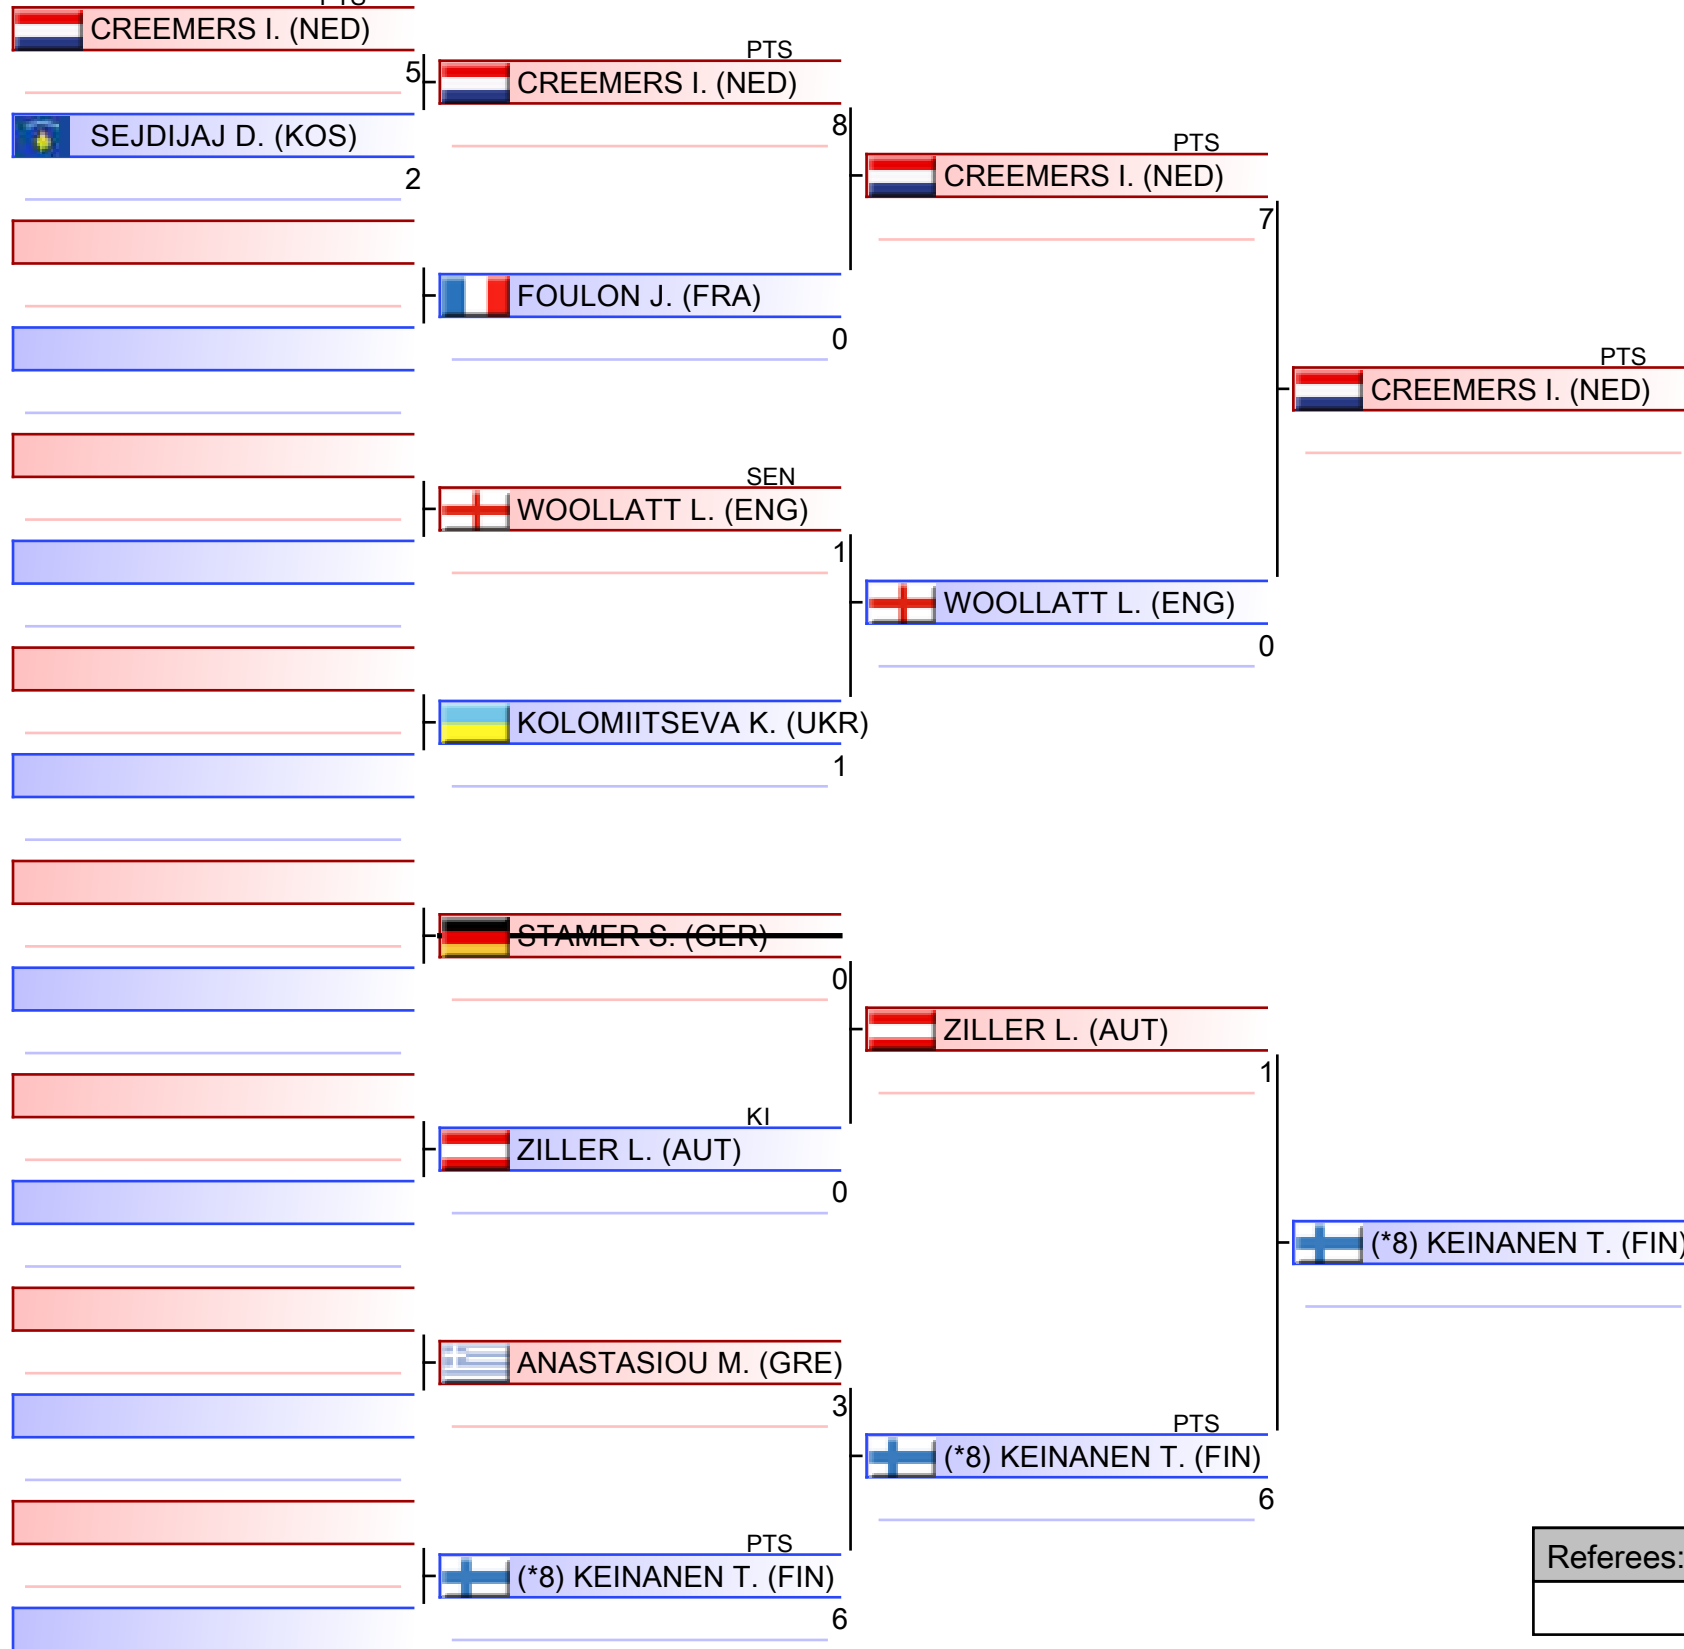 PTS
CREEMERS I. (NED)
5
SEJDIJAJ D. (KOS)
2
PTS
CREEMERS I. (NED)
8
FOULON J. (FRA)
0
SEN
WOOLLATT L. (ENG)
1
KOLOMIITSEVA K. (UKR)
1
STAMER S. (GER)
0
KI
ZILLER L. (AUT)
0
ANASTASIOU M. (GRE)
3
PTS
(*8) KEINANEN T. (FIN)
6
PTS
CREEMERS I. (NED)
7
WOOLLATT L. (ENG)
0
ZILLER L. (AUT)
1
PTS
(*8) KEINANEN T. (FIN)
6
PTS
CREEMERS I. (NED)
(*8) KEINANEN T. (FIN)
Referees: